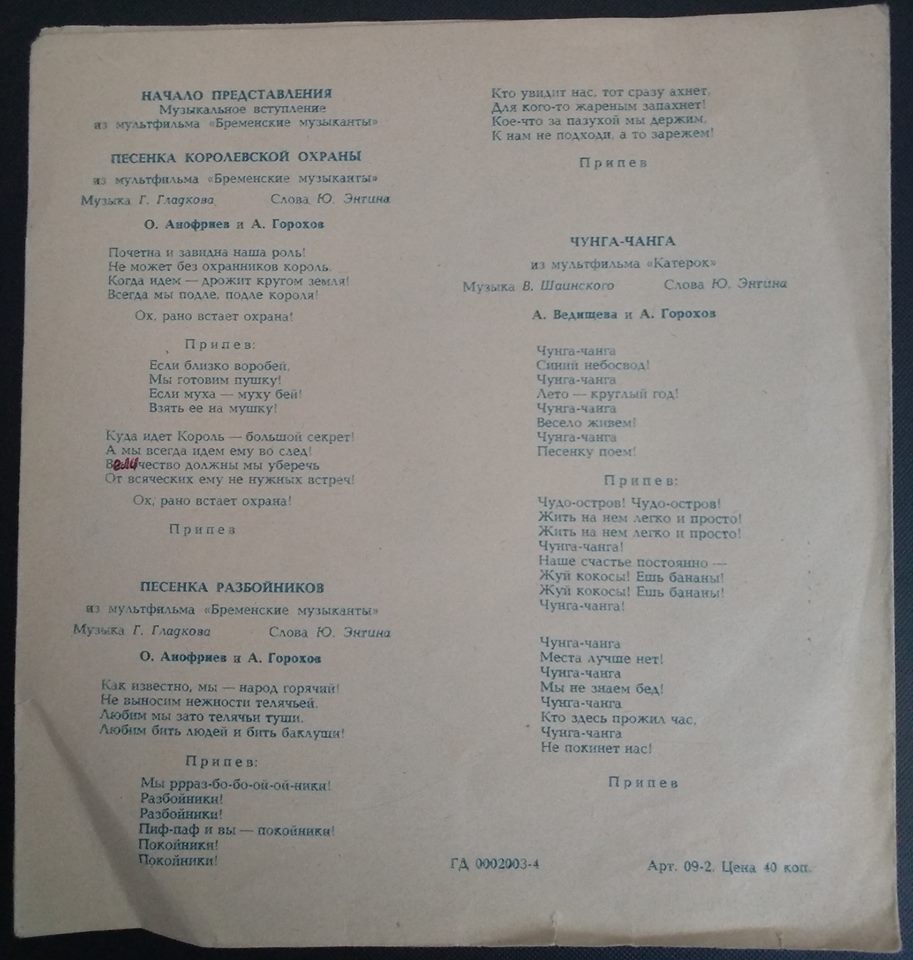 НАЧАЛО ПРЕДСТАВЛЕНИЯ
Музыкальное вступление
из мультфильма «Бременские музыканты»
ПЕСЕНКА КОРОЛЕВСКОЙ ОХРАНЫ
из мультфильма «Бременские музыканты»
Музыка Г. Гладкова Слова Ю. Энтина
О. Анофриев и А. Горохов
Почетна и завидна наша роль!
Не может без охранников король.
Когда идем — дрожит кругом земля!
Всегда мы подле, подле короля!
Ох, рано встает охрана!
Припев:
Если близко воробей,
Мы готовим пушку!
Если муха — муху бей!
Взять ее на мушку!
Куда идет Король — большой секрет!
А мы всегда идем ему во след!
Величество должны мы уберечь
От всяческих ему не нужных встреч!
Ох, рано встает охрана!
Припев
ПЕСЕНКА РАЗБОЙНИКОВ
из мультфильма «Бременские музыканты»
Музыка Г. Гладкова Слова Ю. Энтина
О. Анофриев и А. Горохов
Как известно, мы — народ горячий!
Не выносим нежности телячьей,
Любим мы зато телячьи туши,
Любим бить людей и бить баклуши!
Припев:
Мы ррраз-бо-бо-ой-ой-ники!
Разбойники!
Разбойники!
Пиф-паф и вы — покойники!
Покойники!
Покойники!
Кто увидит нас, тот сразу ахнет,
Для кого-то жареным запахнет!
Кое-что за пазухой мы держим,
К нам не подходи, а то зарежем!
Припев
ЧУНГА-ЧАНГА
из мультфильма «Катерок»
Музыка В. Шаинского Слова Ю. Энтина
А. Ведищева и А. Горохов
Чунга-чанга
Синий небосвод!
Чунга-чанга
Лето — круглый год!
Чунга-чанга
Весело живем!
Чунга-чанга
Песенку поем!
Припев:
Чудо-остров! Чудо-остров!
Жить на нем легко и просто!
Жить на нем легко и просто!
Чунга-чанга!
Наше счастье постоянно —
Жуй кокосы! Ешь бананы!
Жуй кокосы! Ешь бананы!
Чунга-чанга!
Чунга-чанга
Места лучше нет!
Чунга-чанга
Мы не знаем бед!
Чунга-чанга
Кто здесь прожил час,
Чунга-чанга
Не покинет нас!
Припев
ГД 0002003-4
Арт. 09-2. Цена 40 коп.